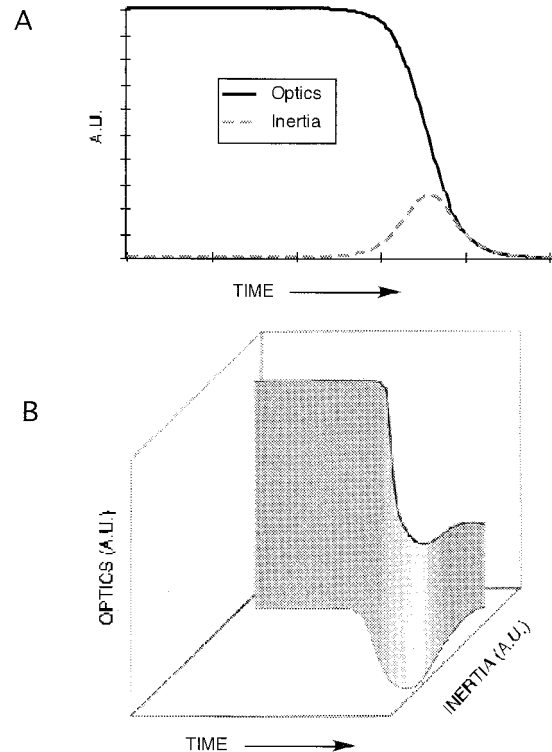 A
A.U.
Optics
Inertia
TIME
B
OPTICS (A.U.)
INERTIA (A.U.)
TIME